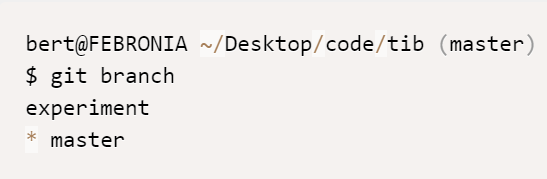 bert@FEBRONIA ~/Desktop/code/tib (master)
$ git branch
experiment
* master